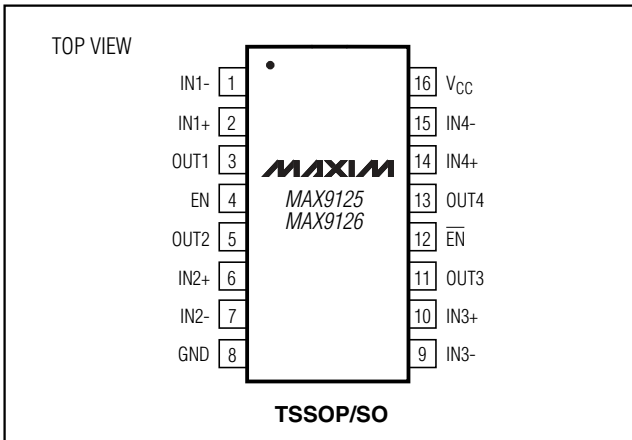 TOP VIEW
IN1- 1
IN1+ 2
OUT1 3
EN 4
OUT2 5
IN2+ 6
IN2- 7
GND 8
MAXIM
MAX9125
MAX9126
16 VCC
15 IN4-
14 IN4+
13 OUT4
12 E̅N̅
11 OUT3
10 IN3+
9 IN3-
TSSOP/SO